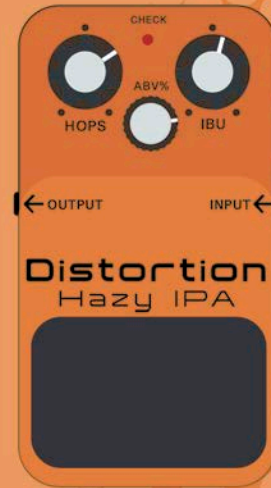 CHECK
ABV%
HOPS
IBU
OUTPUT
INPUT
Distortion
Hazy IPA